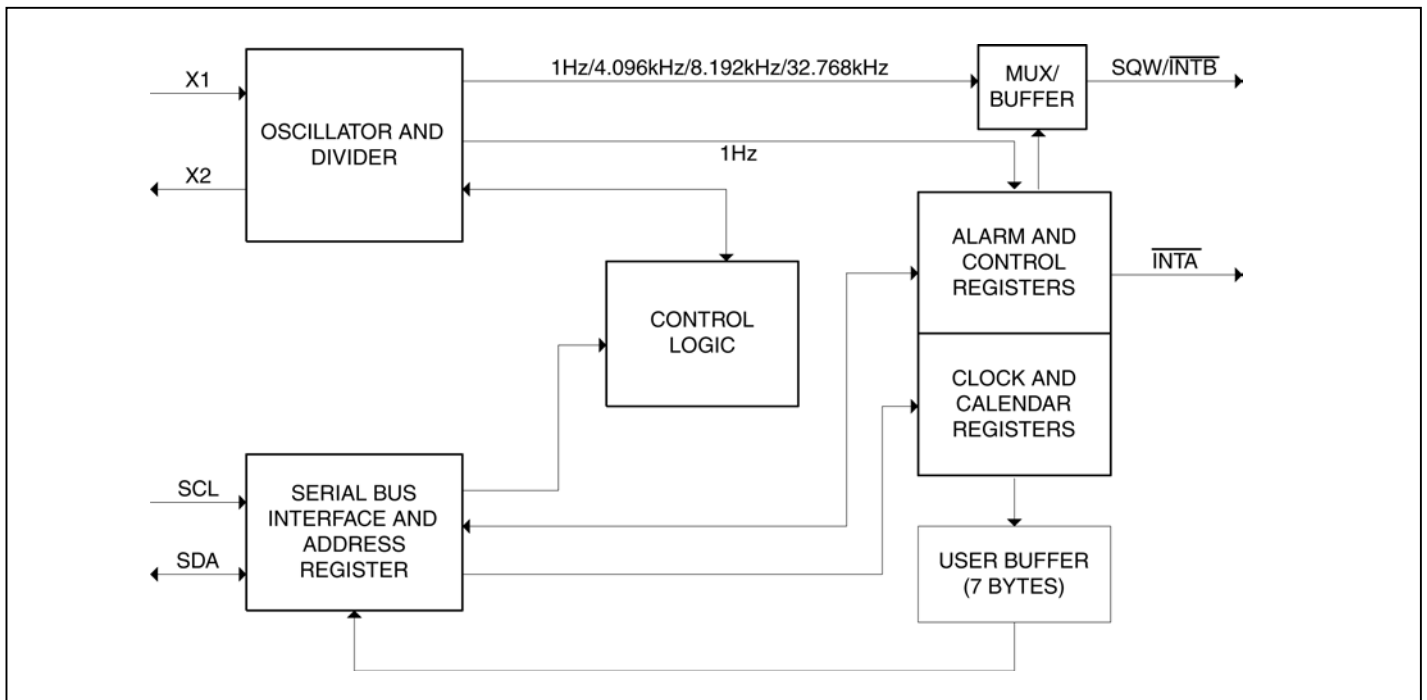 X1
X2
OSCILLATOR AND
DIVIDER
1Hz/4.096kHz/8.192kHz/32.768kHz
1Hz
MUX/
BUFFER
SQW/I̅N̅T̅B̅
ALARM AND
CONTROL
REGISTERS
I̅N̅T̅A̅
CONTROL
LOGIC
CLOCK AND
CALENDAR
REGISTERS
SCL
SDA
SERIAL BUS
INTERFACE AND
ADDRESS
REGISTER
USER BUFFER
(7 BYTES)